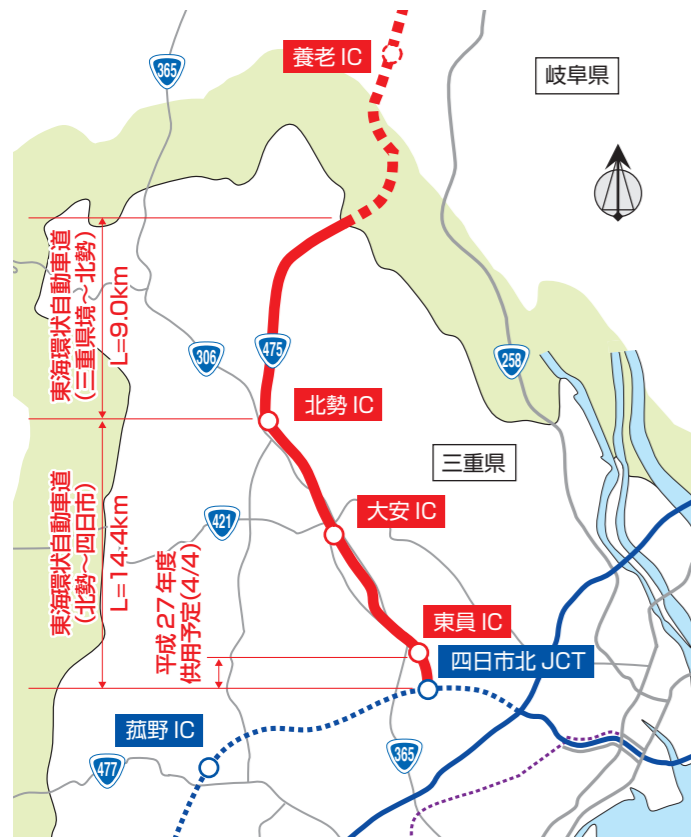 養老 IC
365
岐阜県
東海環状自動車道
(三重県境～北勢)
L=9.0km
306
475
258
北勢 IC
三重県
東海環状自動車道
(北勢～四日市)
L=14.4km
421
大安 IC
平成 27 年度
供用予定(4/4)
東員 IC
四日市北 JCT
菰野 IC
477
365